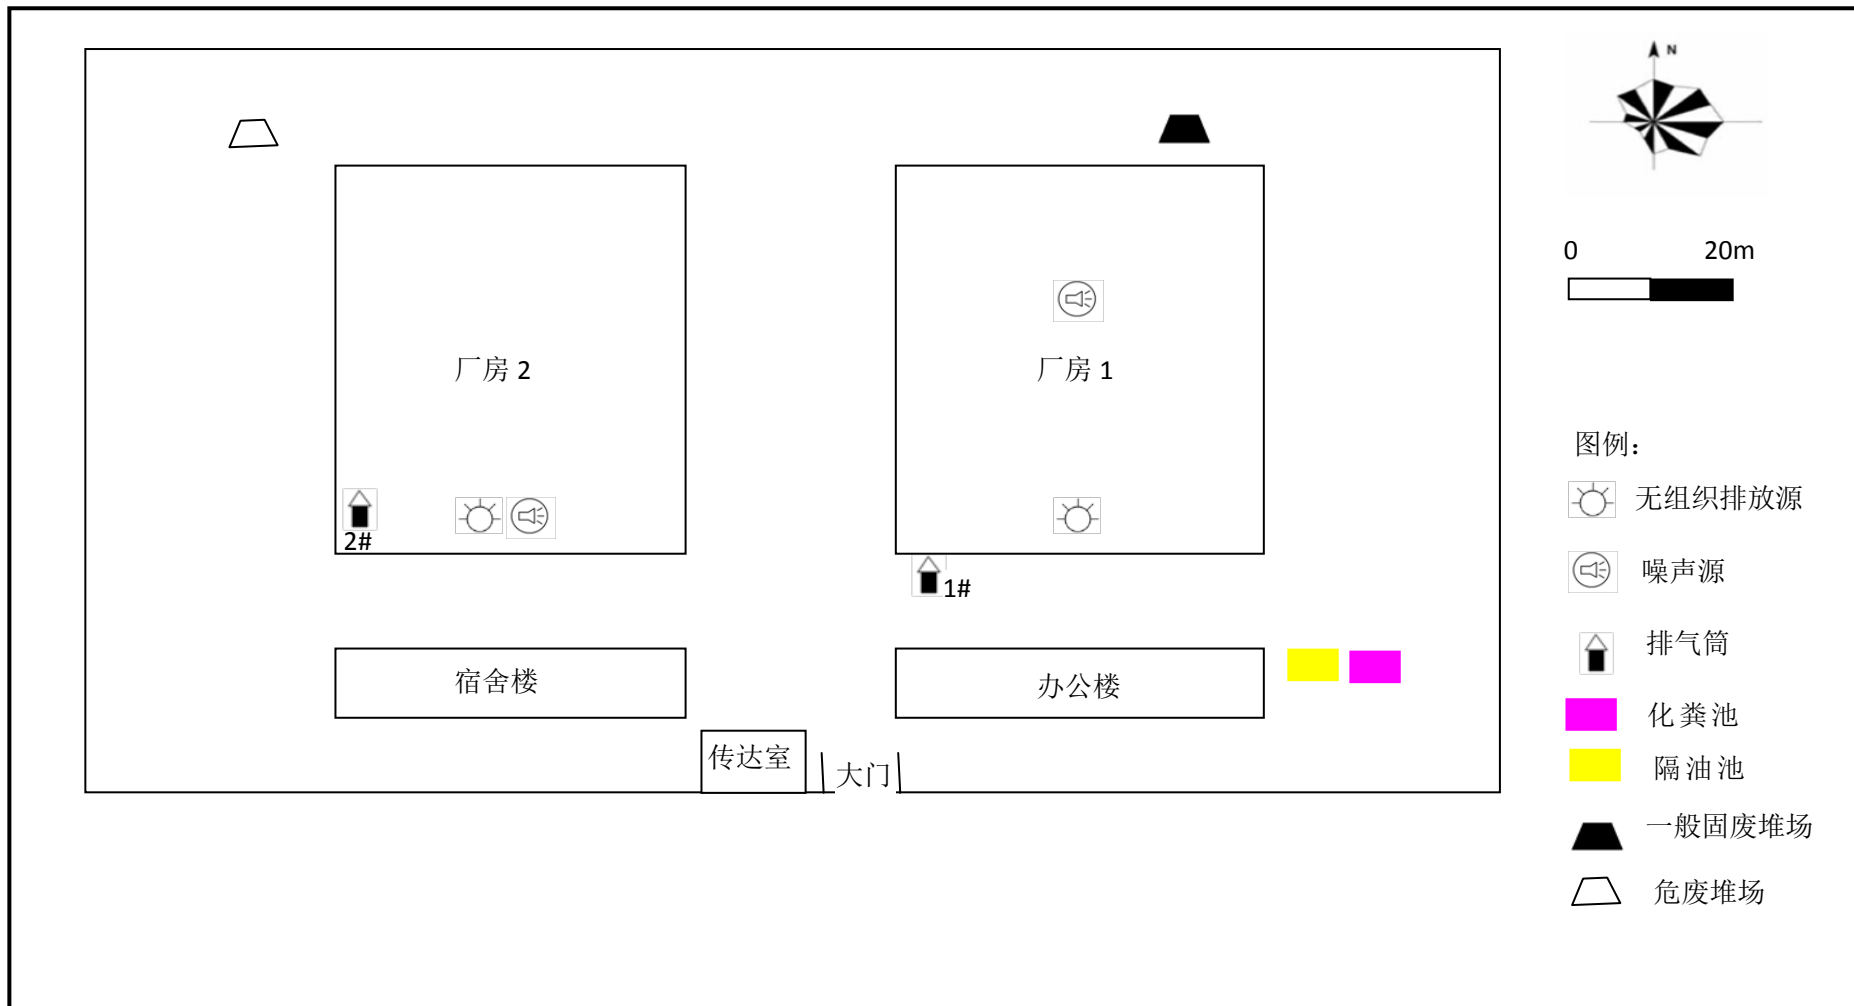 N
0 20m
厂房 2
厂房 1
2#
1#
宿舍楼
办公楼
传达室
大门
图例：
无组织排放源
噪声源
排气筒
化粪池
隔油池
一般固废堆场
危废堆场